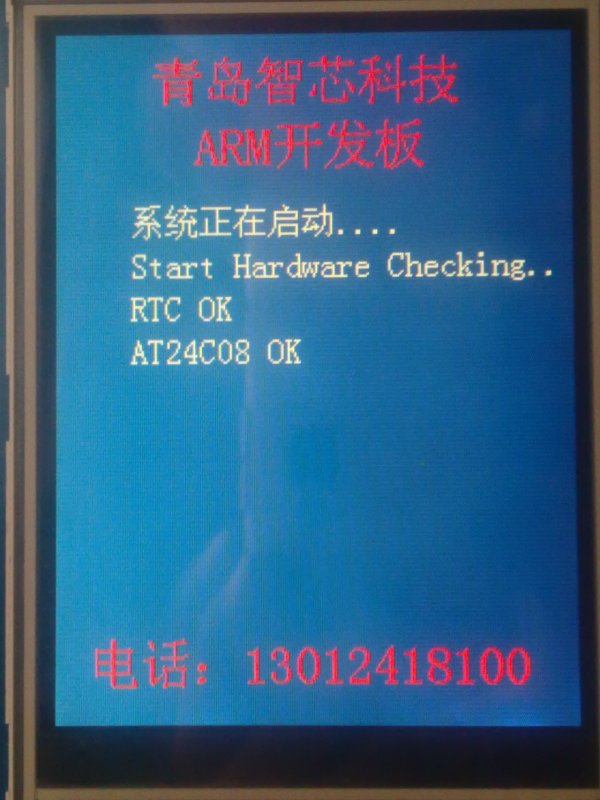 青岛智芯科技
ARM开发板
系统正在启动....
Start Hardware Checking..
RTC OK
AT24C08 OK
电话：13012418100